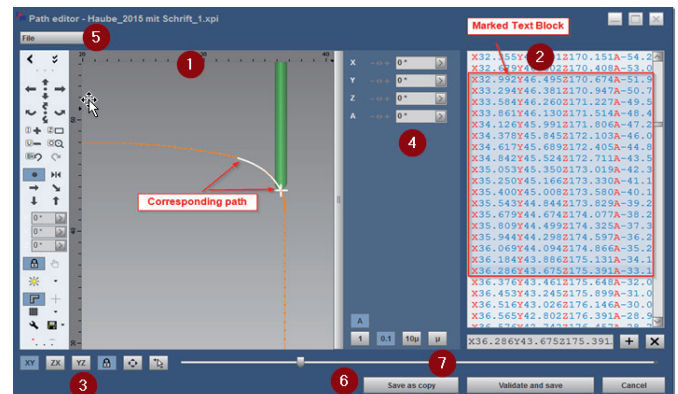 Path editor - Haube_2015 mit Schrift_1.xpi
Marked Text Block
File
5
20
1
40
2
X 0°
Y 0°
Z 0°
A 0°
4
Corresponding path
0°
0°
0°
X32.992Y46.495Z170.674A-51.9
X33.294Y46.381Z170.947A-50.7
X33.584Y46.260Z171.227A-49.5
X33.861Y46.130Z171.514A-48.4
X34.126Y45.991Z171.806A-47.2
X34.378Y45.845Z172.103A-46.0
X34.617Y45.689Z172.405A-44.8
X34.842Y45.524Z172.711A-43.5
X35.053Y45.350Z173.019A-42.3
X35.250Y45.166Z173.330A-41.1
X35.400Y45.008Z173.580A-40.1
X35.543Y44.841Z173.829A-39.2
X35.679Y44.674Z174.077A-38.2
X35.809Y44.499Z174.325A-37.3
X35.944Y44.298Z174.597A-36.2
X36.069Y44.094Z174.866A-35.2
X36.184Y43.886Z175.131A-34.1
X36.286Y43.675Z175.391A-33.1
X36.376Y43.461Z175.648A-32.0
X36.453Y43.245Z175.899A-31.0
X36.516Y43.026Z176.146A-30.0
X36.565Y42.802Z176.391A-28.9
A
1 0.1 10µ µ
X36.286Y43.675Z175.391
XY ZX YZ
3
7
6
Save as copy Validate and save Cancel